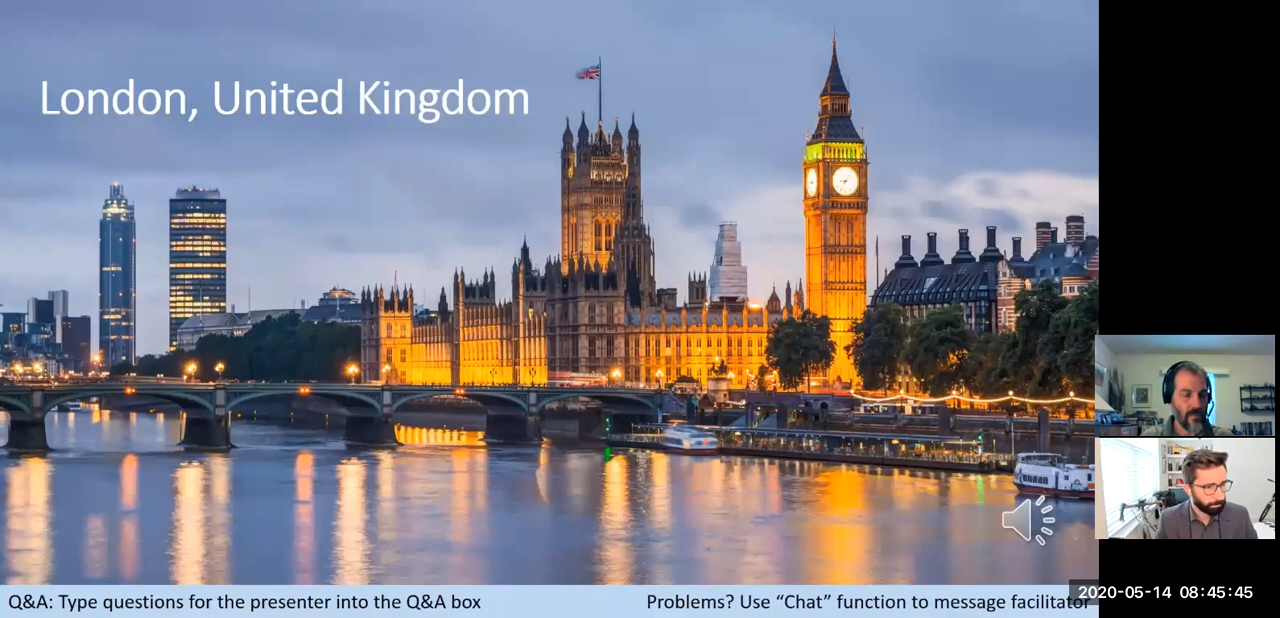 London, United Kingdom
Q&A: Type questions for the presenter into the Q&A box
Problems? Use “Chat” function to message facilitator
2020-05-14 08:45:45